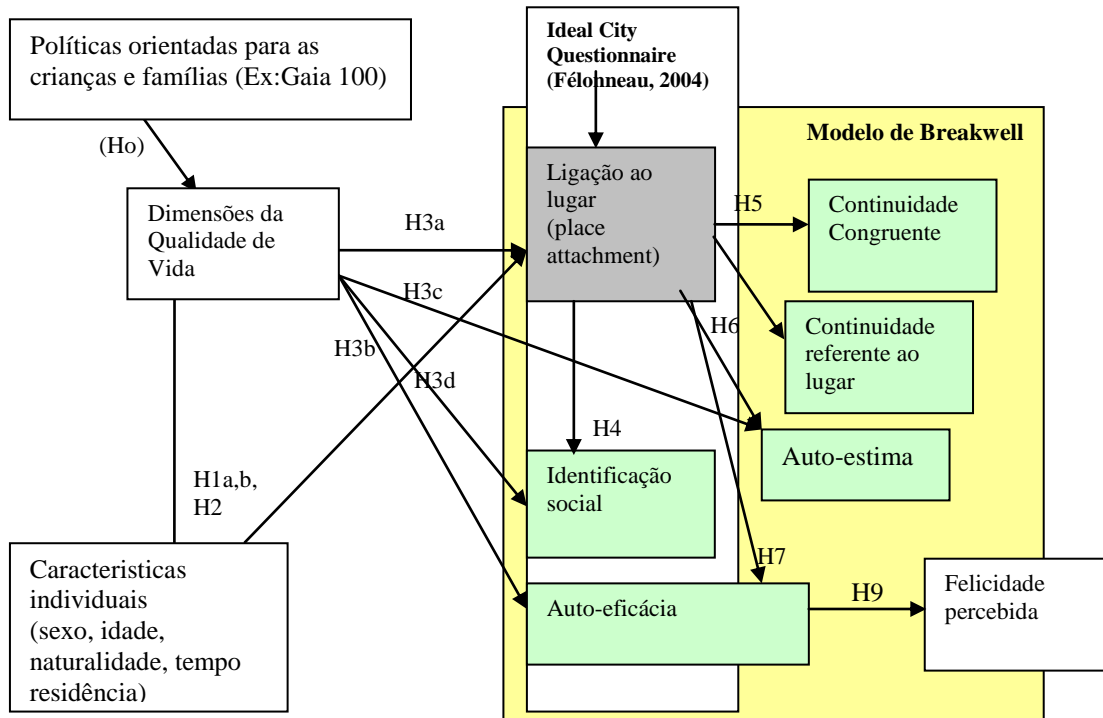 Políticas orientadas para as
crianças e famílias (Ex:Gaia 100)
Ideal City
Questionnaire
(Félonneau, 2004)
Modelo de Breakwell
(Ho)
Dimensões da
Qualidade de
Vida
H3a
Ligação ao
lugar
(place
attachment)
H5
Continuidade
Congruente
H3c
H6
Continuidade
referente ao
lugar
H3b
H3d
H4
Auto-estima
H1a,b,
H2
Identificação
social
H7
Caracteristicas
individuais
(sexo, idade,
naturalidade, tempo
residência)
Auto-eficácia
H9
Felicidade
percebida